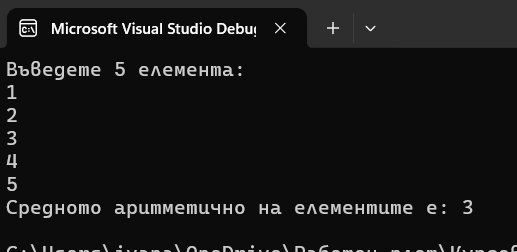 Microsoft Visual Studio Debug
Въведете 5 елемента:
1
2
3
4
5
Средното аритметично на елементите е: 3